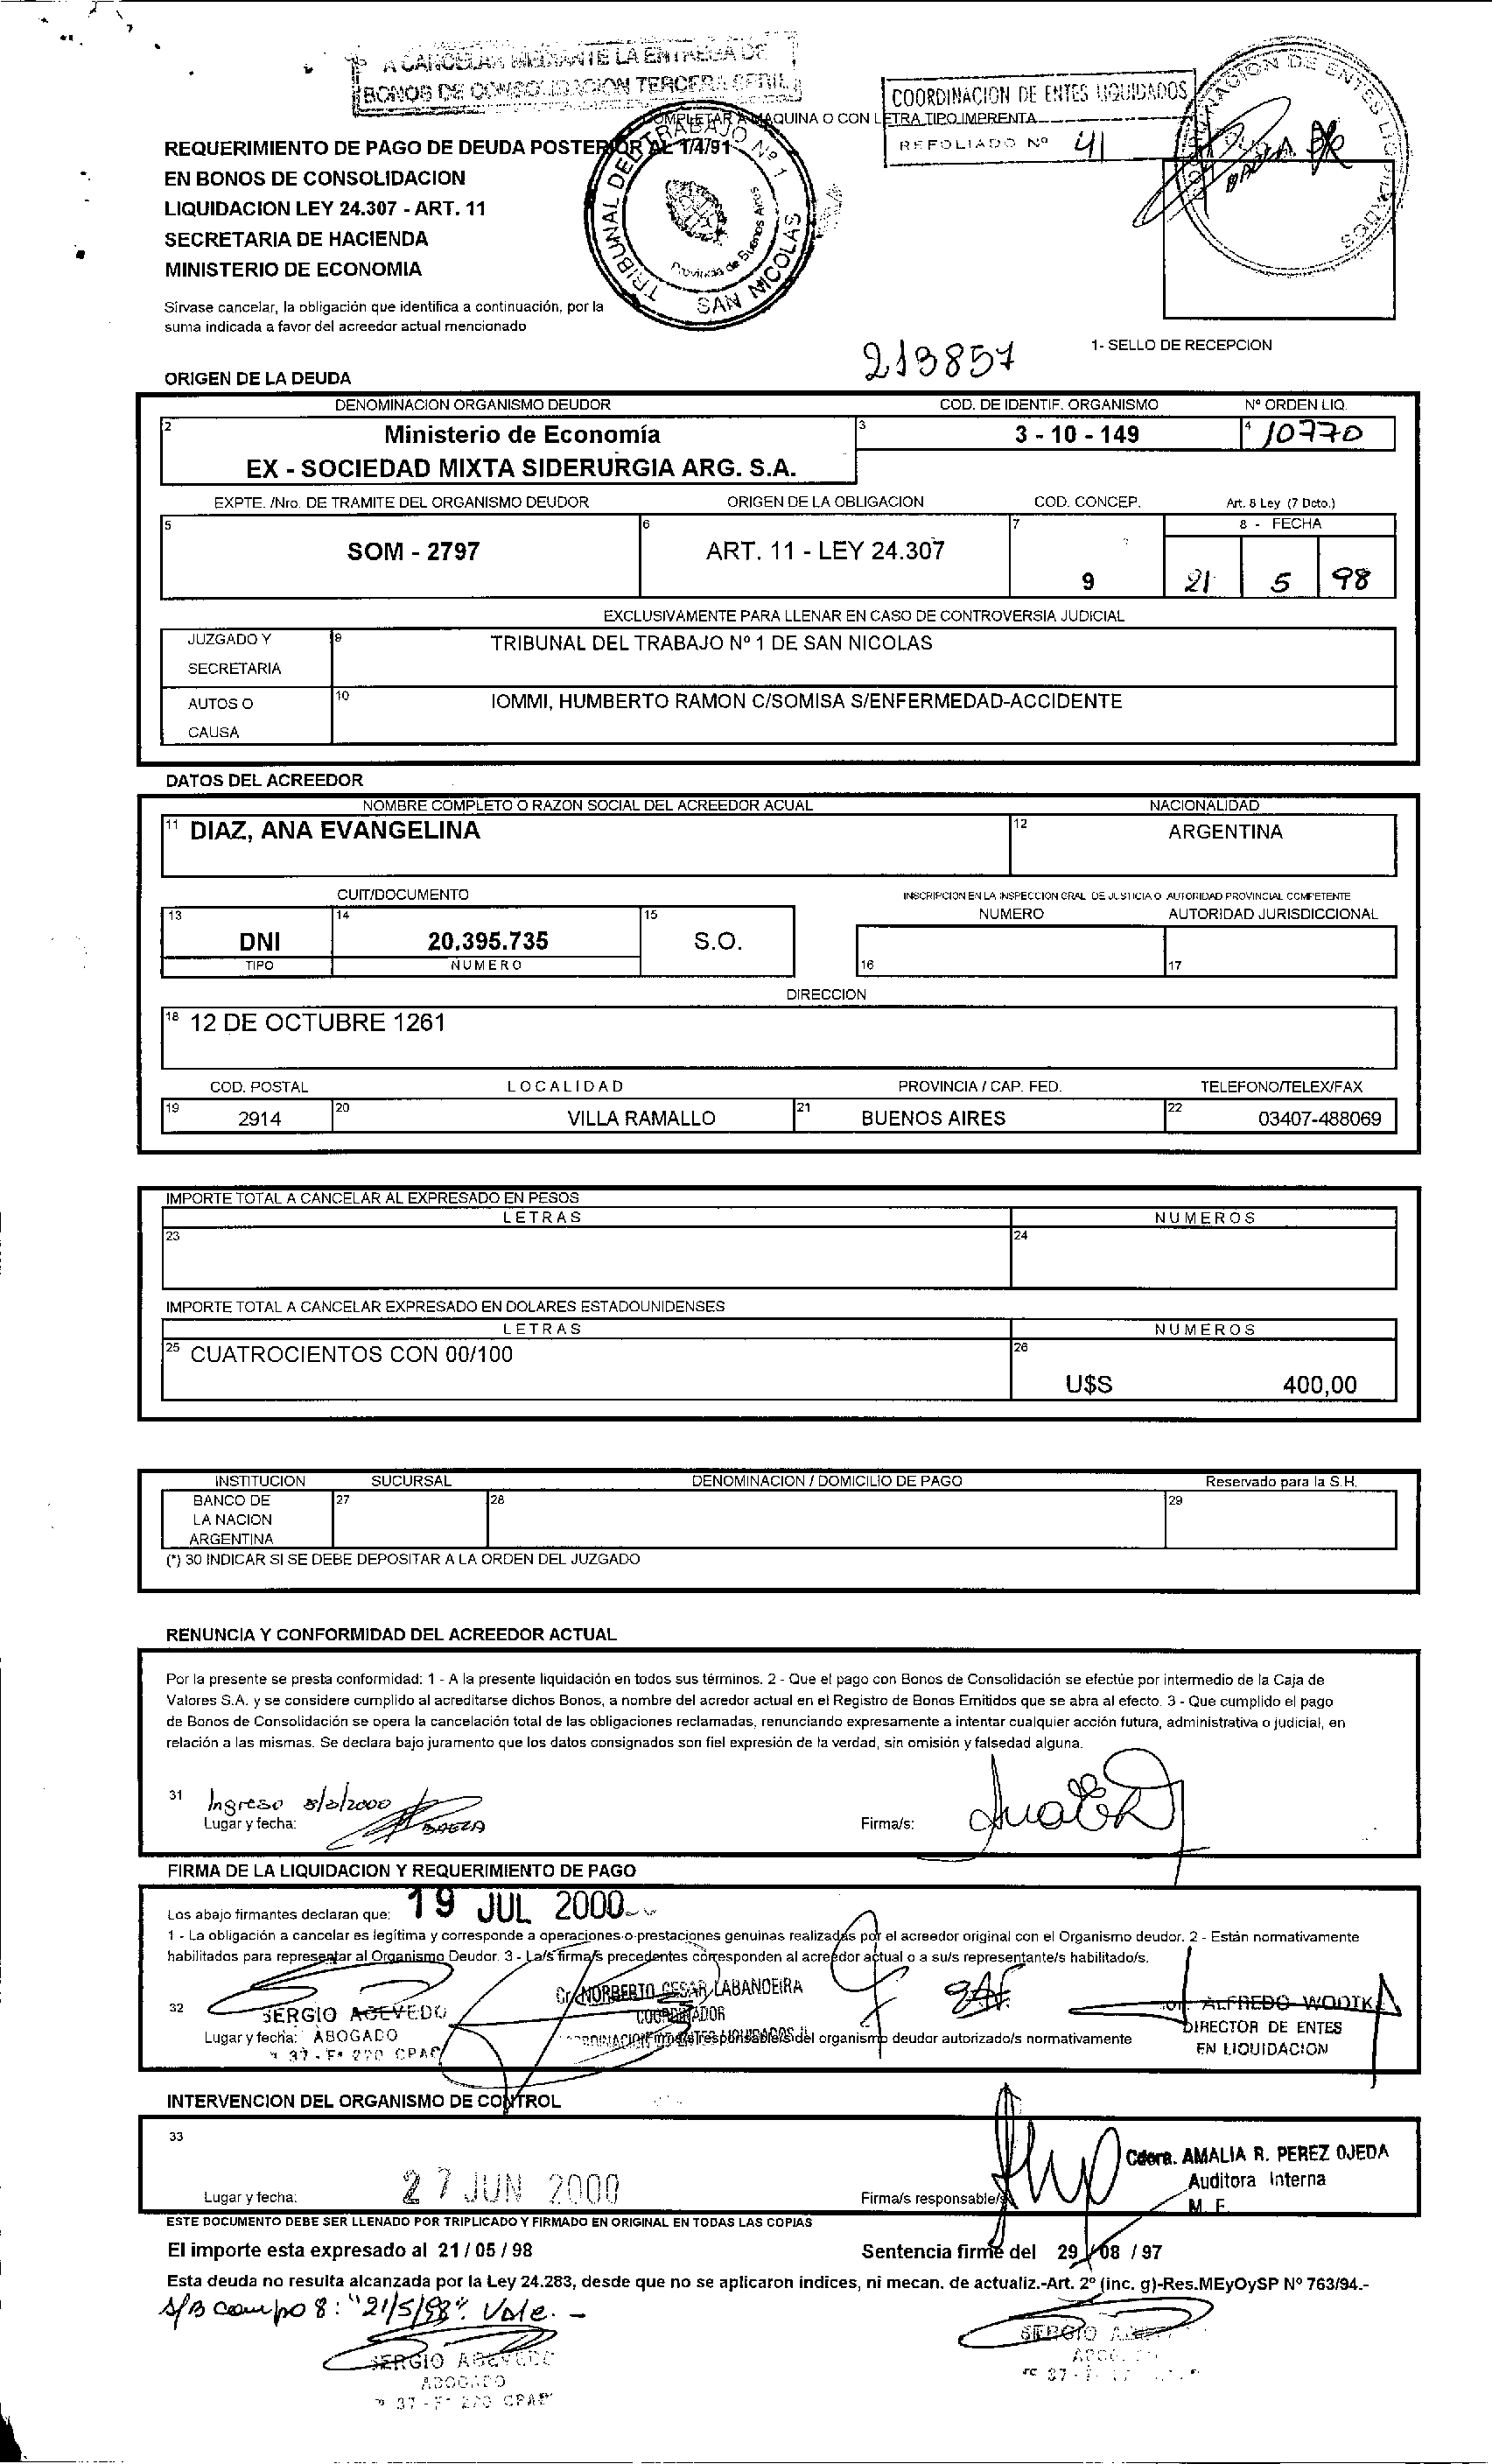 A CANCELAR MEDIANTE LA ENTREGA DE
BONOS DE CONSOLIDACION TERCERA SERIE
COMPLETAR A MAQUINA O CON LETRA TIPO IMPRENTA
COORDINACION DE ENTES LIQUIDADOS
REFOLIADO Nº 41
REQUERIMIENTO DE PAGO DE DEUDA POSTERIOR AL 1/4/91
EN BONOS DE CONSOLIDACION
LIQUIDACION LEY 24.307 - ART. 11
SECRETARIA DE HACIENDA
MINISTERIO DE ECONOMIA
TRIBUNAL DEL TRABAJO Nº 1
Provincia de Buenos Aires
SAN NICOLAS
Sírvase cancelar, la obligación que identifica a continuación, por la
suma indicada a favor del acreedor actual mencionado
1- SELLO DE RECEPCION
213857
ORIGEN DE LA DEUDA
DENOMINACION ORGANISMO DEUDOR COD. DE IDENTIF. ORGANISMO Nº ORDEN LIQ.
2 Ministerio de Economía 3 3 - 10 - 149 4 10770
EX - SOCIEDAD MIXTA SIDERURGIA ARG. S.A.
EXPTE. /Nro. DE TRAMITE DEL ORGANISMO DEUDOR ORIGEN DE LA OBLIGACION COD. CONCEP. Art. 8 Ley (7 Dcto.)
5 SOM - 2797 6 ART. 11 - LEY 24.307 7 9 8 - FECHA 21 5 98
EXCLUSIVAMENTE PARA LLENAR EN CASO DE CONTROVERSIA JUDICIAL
JUZGADO Y SECRETARIA 9 TRIBUNAL DEL TRABAJO Nº 1 DE SAN NICOLAS
AUTOS O CAUSA 10 IOMMI, HUMBERTO RAMON C/SOMISA S/ENFERMEDAD-ACCIDENTE
DATOS DEL ACREEDOR
NOMBRE COMPLETO O RAZON SOCIAL DEL ACREEDOR ACUAL NACIONALIDAD
11 DIAZ, ANA EVANGELINA 12 ARGENTINA
CUIT/DOCUMENTO INSCRIPCION EN LA INSPECCION GRAL. DE JUSTICIA O AUTORIDAD PROVINCIAL COMPETENTE
NUMERO AUTORIDAD JURISDICCIONAL
13 DNI 14 20.395.735 15 S.O.
TIPO NUMERO 16 17
DIRECCION
18 12 DE OCTUBRE 1261
COD. POSTAL LOCALIDAD PROVINCIA / CAP. FED. TELEFONO/TELEX/FAX
19 2914 20 VILLA RAMALLO 21 BUENOS AIRES 22 03407-488069
IMPORTE TOTAL A CANCELAR AL EXPRESADO EN PESOS
LETRAS NUMEROS
23 24
IMPORTE TOTAL A CANCELAR EXPRESADO EN DOLARES ESTADOUNIDENSES
LETRAS NUMEROS
25 CUATROCIENTOS CON 00/100 26 U$S 400,00
INSTITUCION SUCURSAL DENOMINACION / DOMICILIO DE PAGO Reservado para la S.H.
BANCO DE LA NACION ARGENTINA 27 28 29
(*) 30 INDICAR SI SE DEBE DEPOSITAR A LA ORDEN DEL JUZGADO
RENUNCIA Y CONFORMIDAD DEL ACREEDOR ACTUAL
Por la presente se presta conformidad: 1 - A la presente liquidación en todos sus términos. 2 - Que el pago con Bonos de Consolidación se efectúe por intermedio de la Caja de
Valores S.A. y se considere cumplido al acreditarse dichos Bonos, a nombre del acredor actual en el Registro de Bonos Emitidos que se abra al efecto. 3 - Que cumplido el pago
de Bonos de Consolidación se opera la cancelación total de las obligaciones reclamadas, renunciando expresamente a intentar cualquier acción futura, administrativa o judicial, en
relación a las mismas. Se declara bajo juramento que los datos consignados son fiel expresión de la verdad, sin omisión y falsedad alguna.
31 Ingreso
BAEZA
Lugar y fecha: Firma/s:
FIRMA DE LA LIQUIDACION Y REQUERIMIENTO DE PAGO
Los abajo firmantes declaran que: 19 JUL 2000
1 - La obligación a cancelar es legítima y corresponde a operaciones o prestaciones genuinas realizadas por el acreedor original con el Organismo deudor. 2 - Están normativamente
habilitados para representar al Organismo Deudor. 3 - La/s firma/s precedentes corresponden al acreedor actual o a su/s representante/s habilitado/s.
32 SERGIO ACEVEDO
ABOGADO
Cr. NORBERTO CESAR LABANDEIRA
COORDINADOR
DIRECTOR DE ENTES
EN LIQUIDACION
Lugar y fecha: del organismo deudor autorizado/s normativamente
INTERVENCION DEL ORGANISMO DE CONTROL
33
27 JUN 2000
Cdora. AMALIA R. PEREZ OJEDA
Auditora Interna
M. E.
Lugar y fecha: Firma/s responsable/s
ESTE DOCUMENTO DEBE SER LLENADO POR TRIPLICADO Y FIRMADO EN ORIGINAL EN TODAS LAS COPIAS
El importe esta expresado al 21 / 05 / 98 Sentencia firme del 29 / 08 / 97
Esta deuda no resulta alcanzada por la Ley 24.283, desde que no se aplicaron indices, ni mecan. de actualiz.-Art. 2º (inc. g)-Res.MEyOySP Nº 763/94.-
S/B campo 8: "21/5/98". Vale. -
SERGIO ACEVEDO
ABOGADO
SERGIO